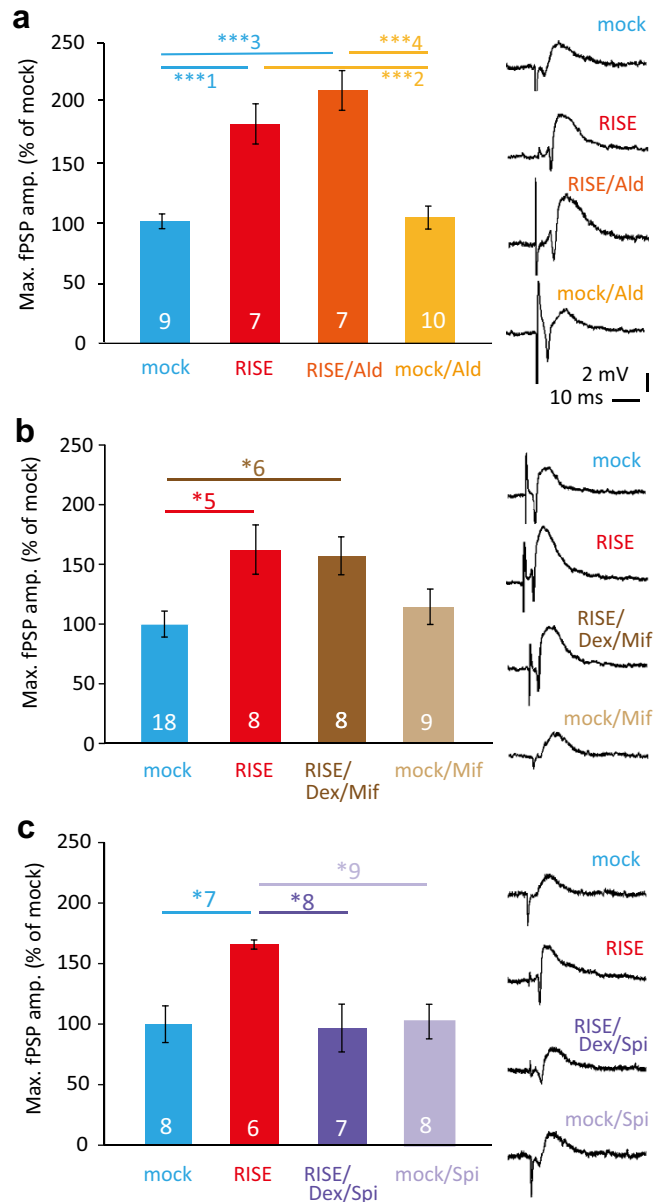 a
Max. fPSP amp. (% of mock)
250
200
150
100
50
0
***3
***4
***1
***2
9
7
7
10
mock
RISE
RISE/Ald
mock/Ald
mock
RISE
RISE/Ald
mock/Ald
2 mV
10 ms
b
Max. fPSP amp. (% of mock)
250
200
150
100
50
0
*6
*5
18
8
8
9
mock
RISE
RISE/
Dex/Mif
mock/Mif
mock
RISE
RISE/
Dex/Mif
mock/Mif
c
Max. fPSP amp. (% of mock)
250
200
150
100
50
0
*9
*7
*8
8
6
7
8
mock
RISE
RISE/
Dex/Spi
mock/Spi
mock
RISE
RISE/
Dex/Spi
mock/Spi